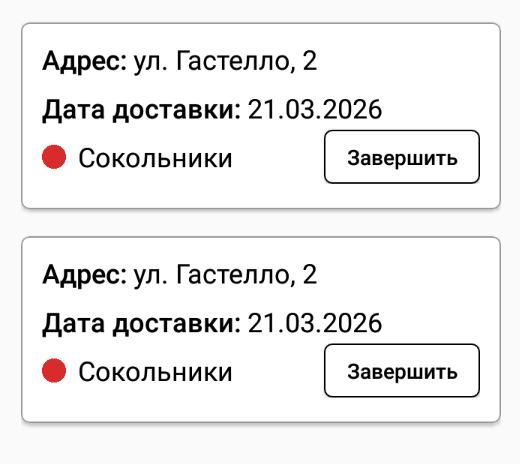 Адрес: ул. Гастелло, 2
Дата доставки: 21.03.2026
Сокольники
Завершить
Адрес: ул. Гастелло, 2
Дата доставки: 21.03.2026
Сокольники
Завершить